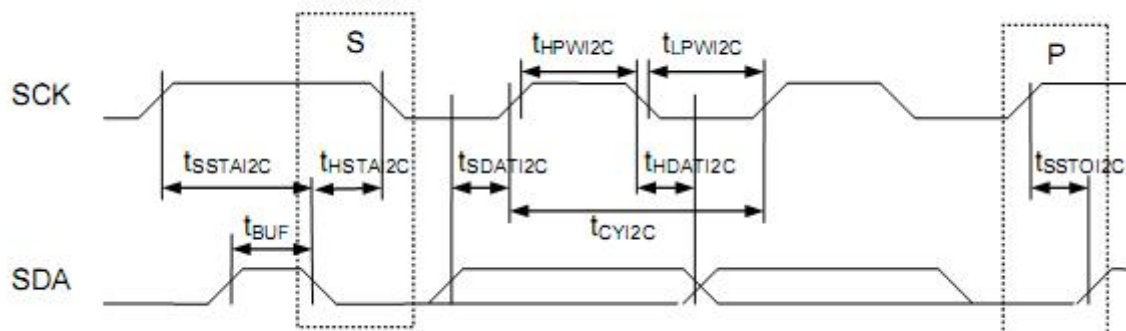 S
tHPWI2C
tLPWI2C
P
SCK
tSSTAI2C
tHSTAI2C
tSDATI2C
tHDATI2C
tSSTOI2C
tBUF
tCYI2C
SDA